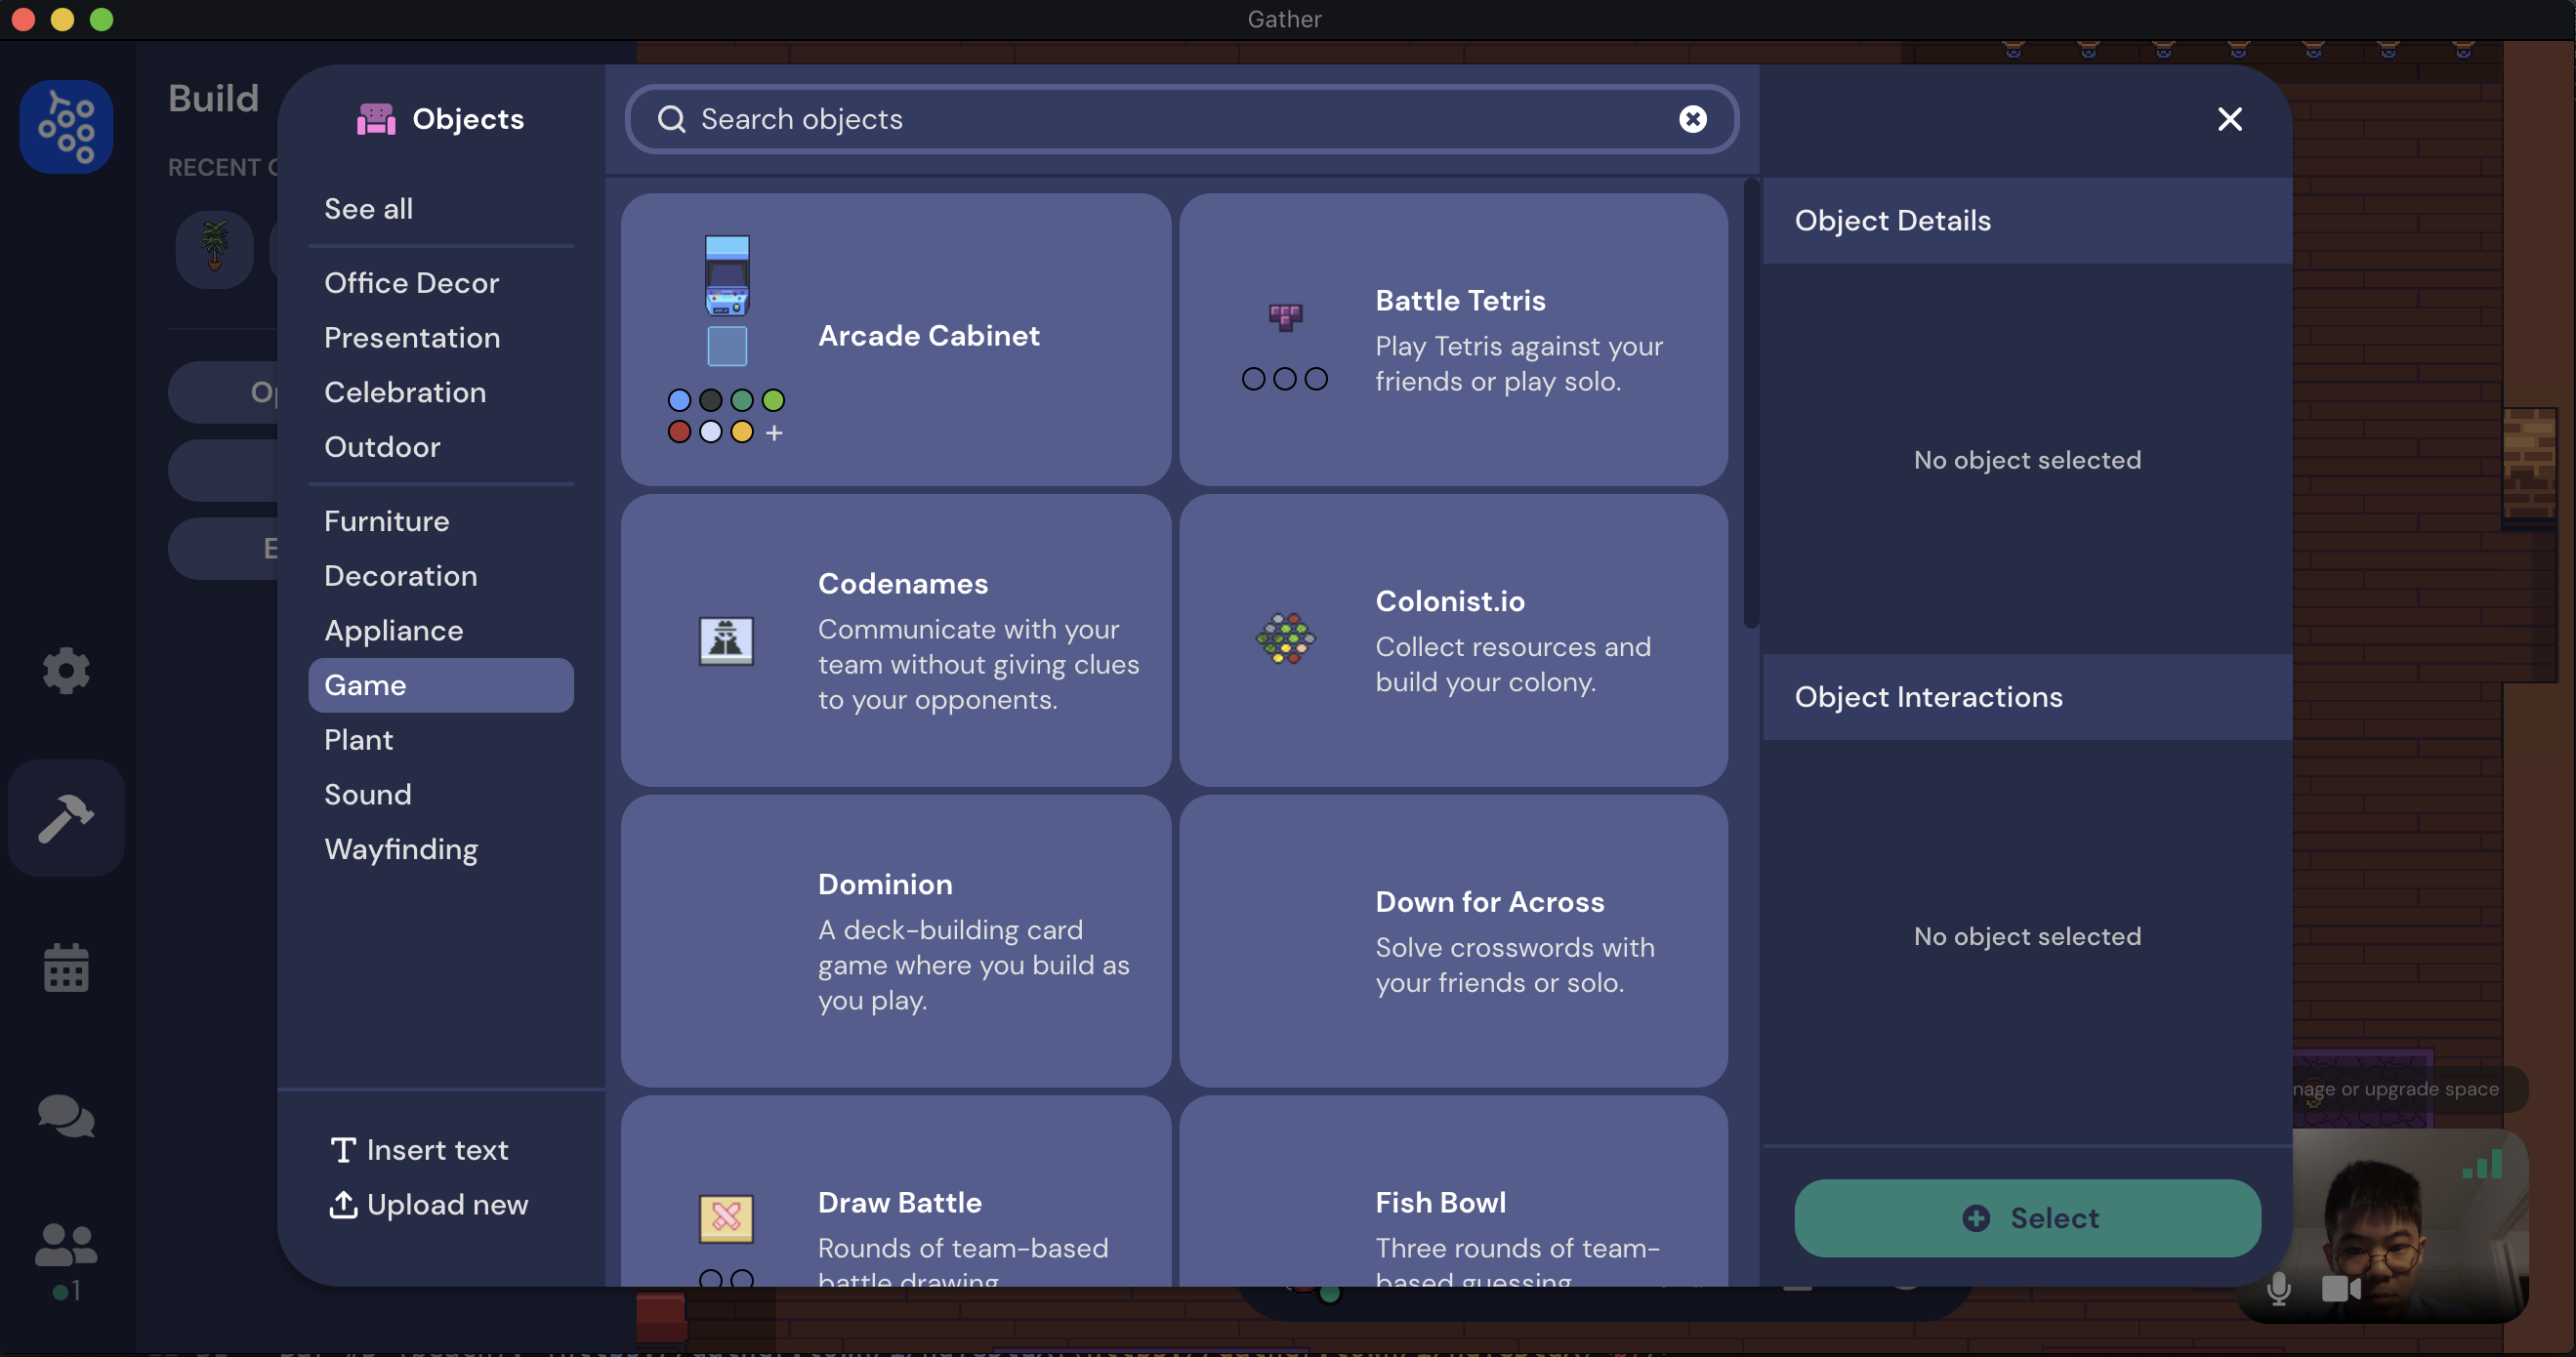 Gather
Build
RECENT
Objects
See all
Office Decor
Presentation
Celebration
Outdoor
Furniture
Decoration
Appliance
Game
Plant
Sound
Wayfinding
Insert text
Upload new
1
Search objects
Arcade Cabinet
+
Battle Tetris
Play Tetris against your
friends or play solo.
Codenames
Communicate with your
team without giving clues
to your opponents.
Colonist.io
Collect resources and
build your colony.
Dominion
A deck-building card
game where you build as
you play.
Down for Across
Solve crosswords with
your friends or solo.
Draw Battle
Rounds of team-based
battle drawing
Fish Bowl
Three rounds of team-
based guessing
Object Details
No object selected
Object Interactions
No object selected
Select
nage or upgrade space